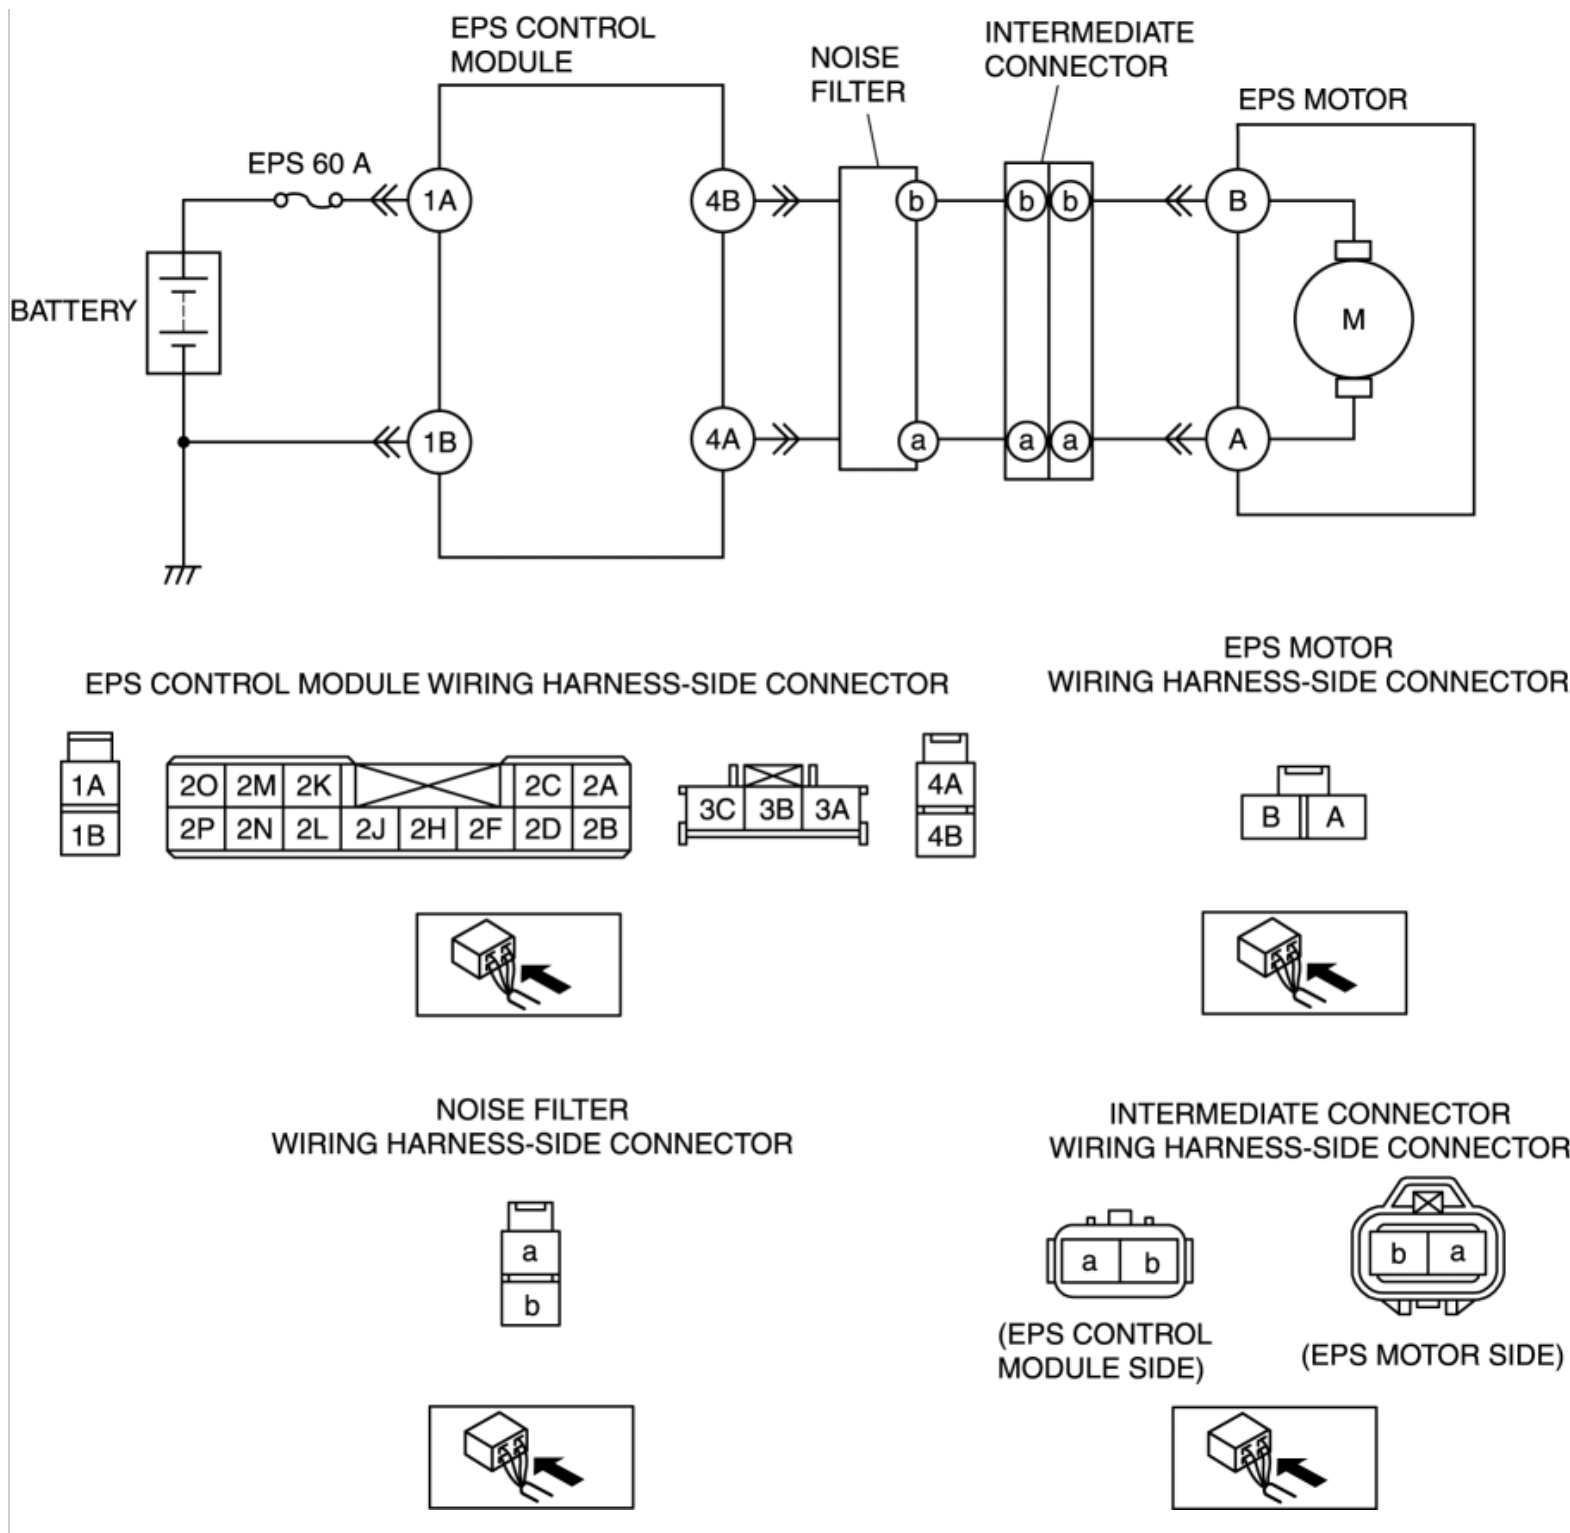 EPS CONTROL
MODULE
NOISE
FILTER
INTERMEDIATE
CONNECTOR
EPS MOTOR
EPS 60 A
1A
4B
b
b
b
B
BATTERY
M
1B
4A
a
a
a
A
EPS CONTROL MODULE WIRING HARNESS-SIDE CONNECTOR
1A
1B
2O 2M 2K 2C 2A
2P 2N 2L 2J 2H 2F 2D 2B
3C 3B 3A
4A
4B
EPS MOTOR
WIRING HARNESS-SIDE CONNECTOR
B A
NOISE FILTER
WIRING HARNESS-SIDE CONNECTOR
a
b
INTERMEDIATE CONNECTOR
WIRING HARNESS-SIDE CONNECTOR
a b
(EPS CONTROL
MODULE SIDE)
b a
(EPS MOTOR SIDE)